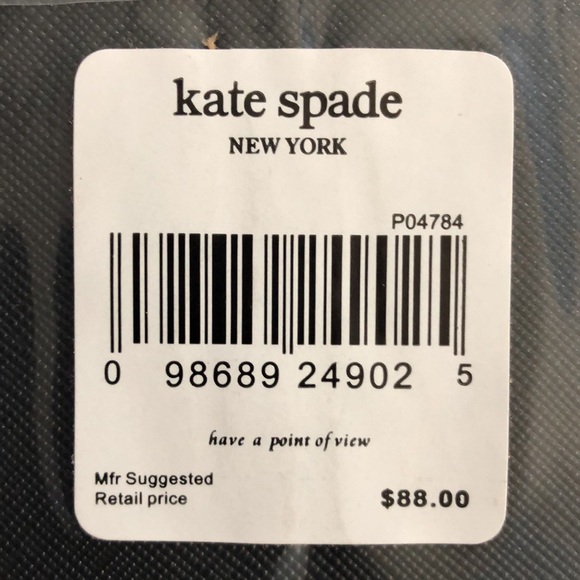 kate spade
NEW YORK
P04784
0 98689 24902 5
have a point of view
Mfr Suggested
Retail price $88.00